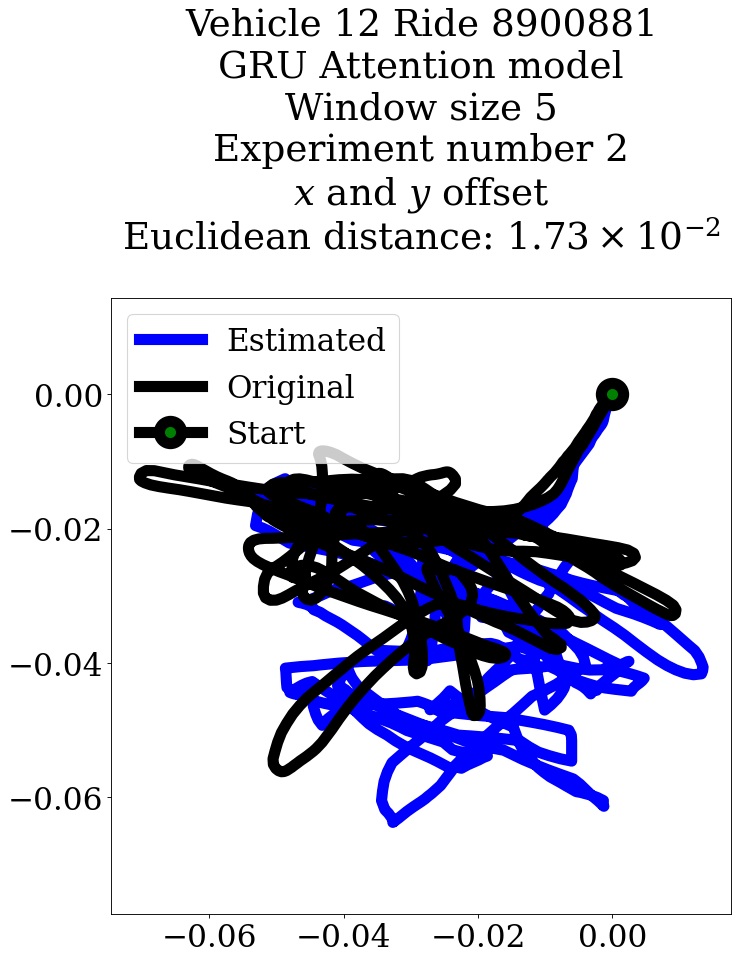 Vehicle 12 Ride 8900881
GRU Attention model
Window size 5
Experiment number 2
x and y offset
Euclidean distance: 1.73 × 10⁻²
Estimated
Original
Start
0.00
−0.02
−0.04
−0.06
−0.06 −0.04 −0.02 0.00